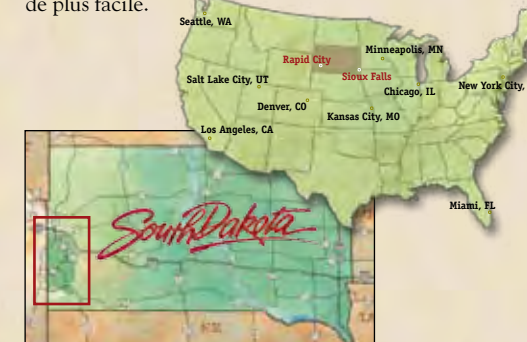 de plus facile.
Seattle, WA
Minneapolis, MN
Rapid City
Sioux Falls
Salt Lake City, UT
Chicago, IL
New York City,
Denver, CO
Kansas City, MO
Los Angeles, CA
Miami, FL
South Dakota